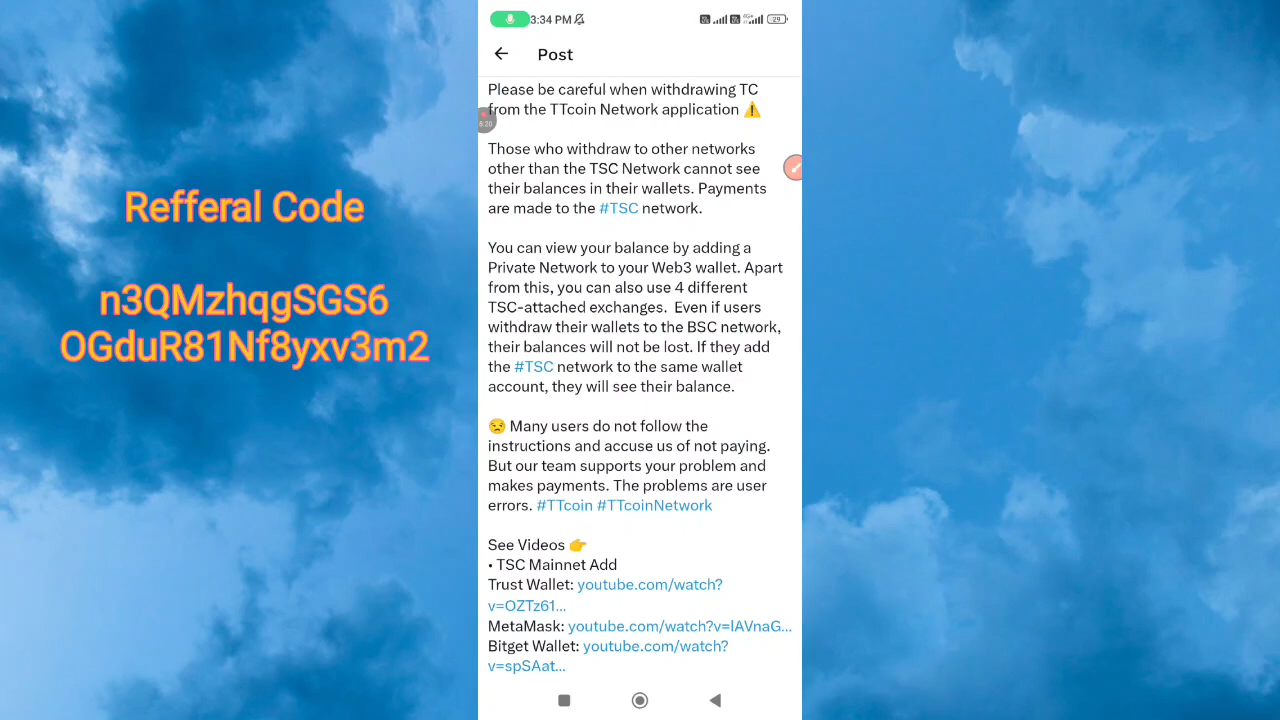 Refferal Code
n3QMzhqgSGS6
OGduR81Nf8yxv3m2
3:34 PM
29
Post
Please be careful when withdrawing TC
from the TTcoin Network application ⚠️
5:20
Those who withdraw to other networks
other than the TSC Network cannot see
their balances in their wallets. Payments
are made to the #TSC network.
You can view your balance by adding a
Private Network to your Web3 wallet. Apart
from this, you can also use 4 different
TSC-attached exchanges. Even if users
withdraw their wallets to the BSC network,
their balances will not be lost. If they add
the #TSC network to the same wallet
account, they will see their balance.
😒 Many users do not follow the
instructions and accuse us of not paying.
But our team supports your problem and
makes payments. The problems are user
errors. #TTcoin #TTcoinNetwork
See Videos 👉
• TSC Mainnet Add
Trust Wallet: youtube.com/watch?
v=OZTz61...
MetaMask: youtube.com/watch?v=IAVnaG...
Bitget Wallet: youtube.com/watch?
v=spSAat...